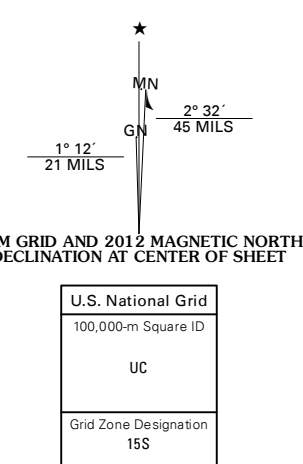 ★
MN
GN
2° 32´
45 MILS
1° 12´
21 MILS
M GRID AND 2012 MAGNETIC NORTH
DECLINATION AT CENTER OF SHEET
U.S. National Grid
100,000-m Square ID
UC
Grid Zone Designation
15S